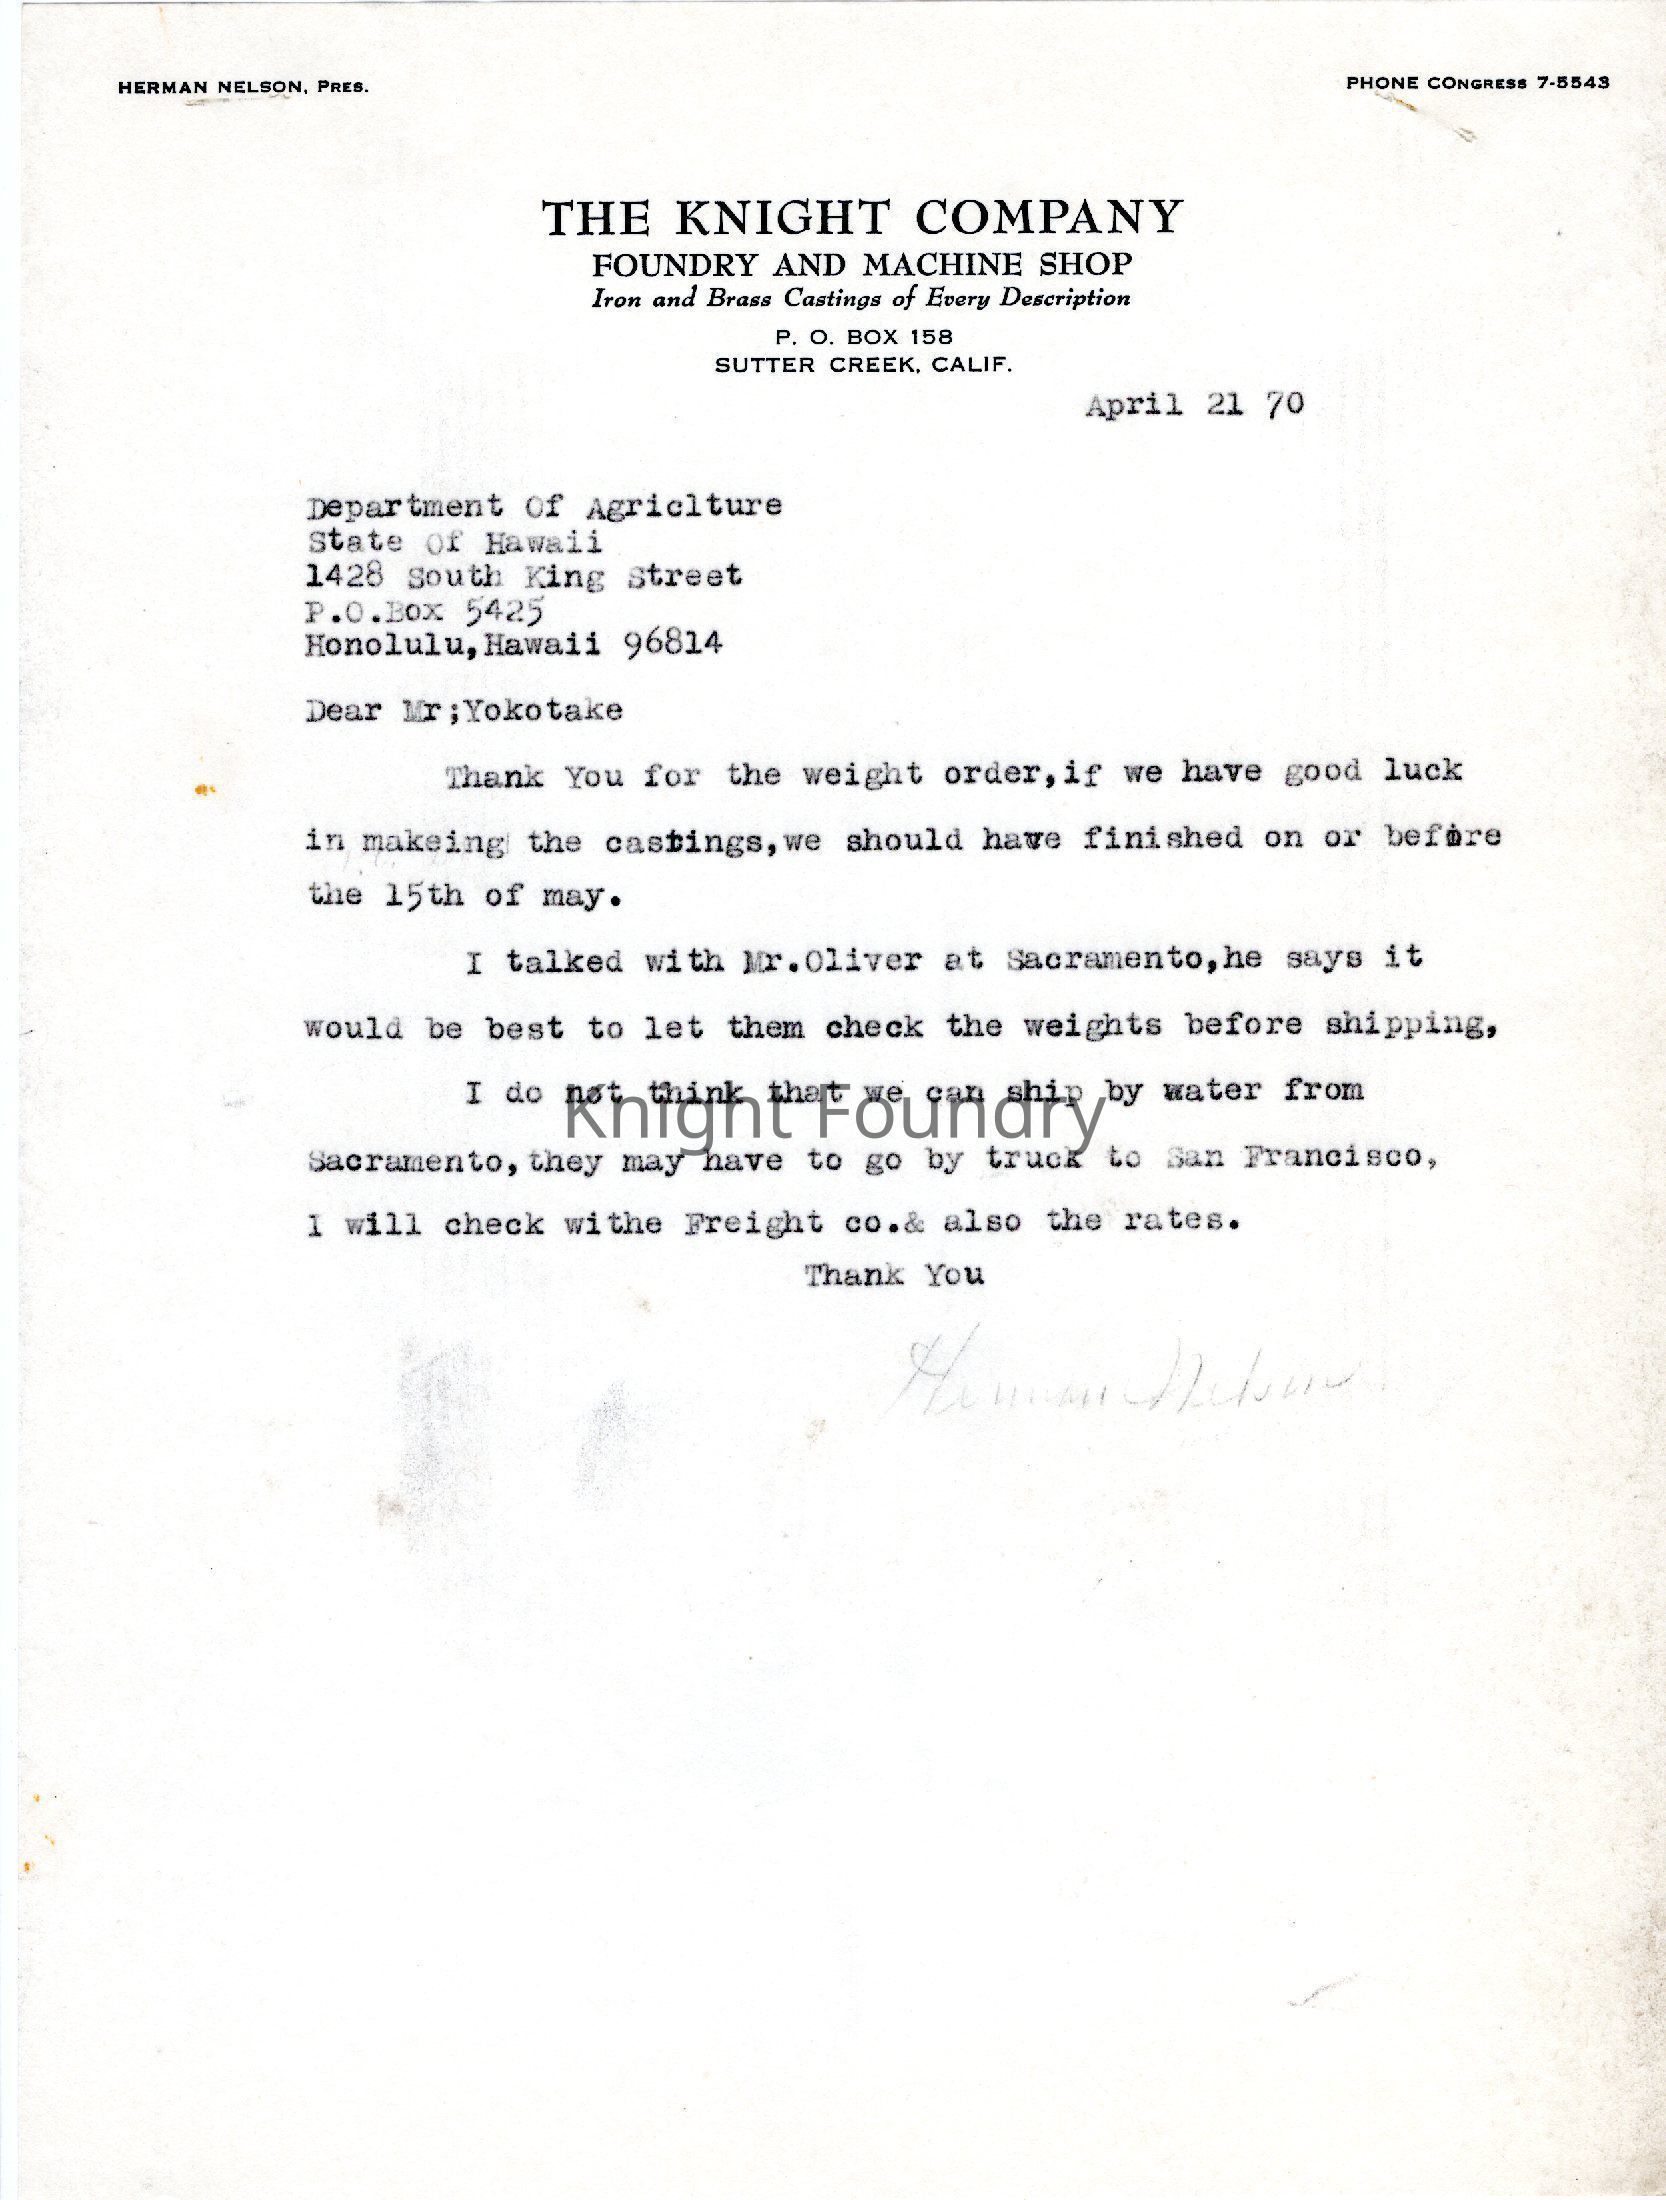 HERMAN NELSON, PRES.
PHONE CONGRESS 7-5543
THE KNIGHT COMPANY
FOUNDRY AND MACHINE SHOP
Iron and Brass Castings of Every Description
P. O. BOX 158
SUTTER CREEK, CALIF.
April 21 70
Department Of Agriclture
State Of Hawaii
1428 South King Street
P.O.Box 5425
Honolulu,Hawaii 96814
Dear Mr;Yokotake
Thank You for the weight order,if we have good luck
in makeing the castings,we should have finished on or before
the 15th of may.
I talked with Mr.Oliver at Sacramento,he says it
would be best to let them check the weights before shipping,
I do not think that we can ship by water from
Knight Foundry
Sacramento,they may have to go by truck to San Francisco,
I will check withe Freight co.& also the rates.
Thank You
Herman Nelson